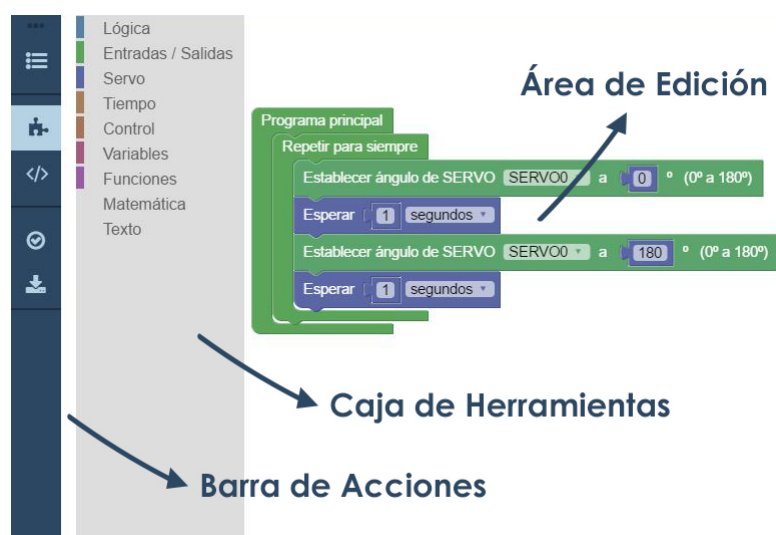 Lógica
Entradas / Salidas
Servo
Tiempo
Control
Variables
Funciones
Matemática
Texto
</>
Área de Edición
Programa principal
Repetir para siempre
Establecer ángulo de SERVO SERVO0 a 0 º (0º a 180º)
Esperar 1 segundos
Establecer ángulo de SERVO SERVO0 a 180 º (0º a 180º)
Esperar 1 segundos
Caja de Herramientas
Barra de Acciones